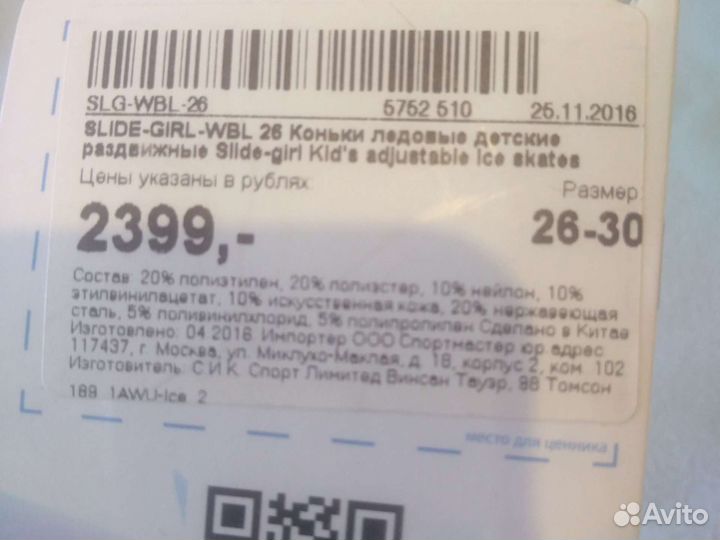 SLG-WBL-26 5752 510 25.11.2016
SLIDE-GIRL-WBL 26 Коньки ледовые детские
раздвижные Slide-girl Kid's adjustable ice skates
Цены указаны в рублях. Размер:
2399,- 26-30
Состав: 20% полиэтилен, 20% полиэстер, 10% нейлон, 10%
этилвинилацетат, 10% искусственная кожа, 20% нержавеющая
сталь, 5% поливинилхлорид, 5% полипропилен Сделано в Китае
Изготовлено: 04.2016. Импортер ООО Спортмастер юр.адрес:
117437, г. Москва, ул. Миклухо-Маклая, д. 18, корпус 2, ком. 102
Изготовитель: С.И.К. Спорт Лимитед Винсан Тауэр, 98 Томсон
189 1AWU-Ice 2
место для ценника
Avito